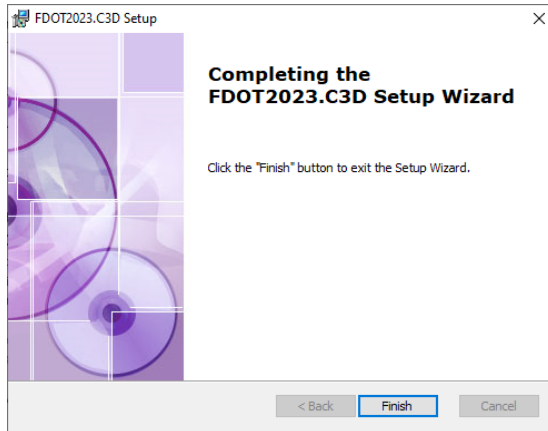 FDOT2023.C3D Setup
Completing the
FDOT2023.C3D Setup Wizard
Click the "Finish" button to exit the Setup Wizard.
< Back
Finish
Cancel